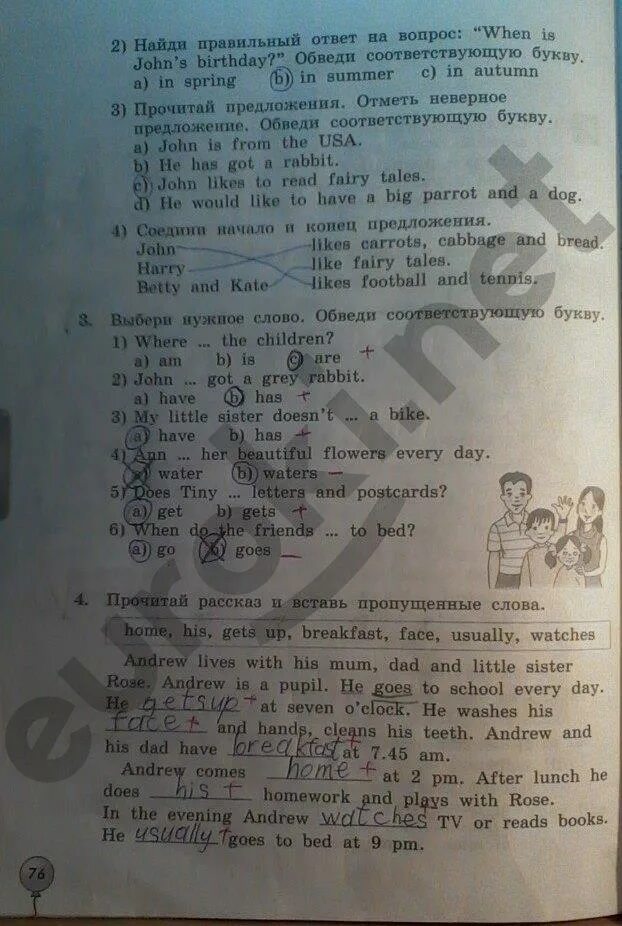 2) Найди правильный ответ на вопрос: “When is
John's birthday?” Обведи соответствующую букву.
a) in spring b) in summer c) in autumn
3) Прочитай предложения. Отметь неверное
предложение. Обведи соответствующую букву.
a) John is from the USA.
b) He has got a rabbit.
c) John likes to read fairy tales.
d) He would like to have a big parrot and a dog.
4) Соедини начало и конец предложения.
John likes carrots, cabbage and bread.
Harry like fairy tales.
Betty and Kate likes football and tennis.
3. Выбери нужное слово. Обведи соответствующую букву.
1) Where ... the children?
a) am b) is c) are +
2) John ... got a grey rabbit.
a) have b) has +
3) My little sister doesn't ... a bike.
a) have b) has +
4) Ann ... her beautiful flowers every day.
a) water b) waters –
5) Does Tiny ... letters and postcards?
a) get b) gets +
6) When do the friends ... to bed?
a) go b) goes –
4. Прочитай рассказ и вставь пропущенные слова.
home, his, gets up, breakfast, face, usually, watches
Andrew lives with his mum, dad and little sister
Rose. Andrew is a pupil. He goes to school every day.
He gets up + at seven o'clock. He washes his
face + and hands, cleans his teeth. Andrew and
his dad have breakfast + at 7.45 am.
Andrew comes home + at 2 pm. After lunch he
does his + homework and plays with Rose.
In the evening Andrew watches + TV or reads books.
He usually + goes to bed at 9 pm.
76
euroki.net